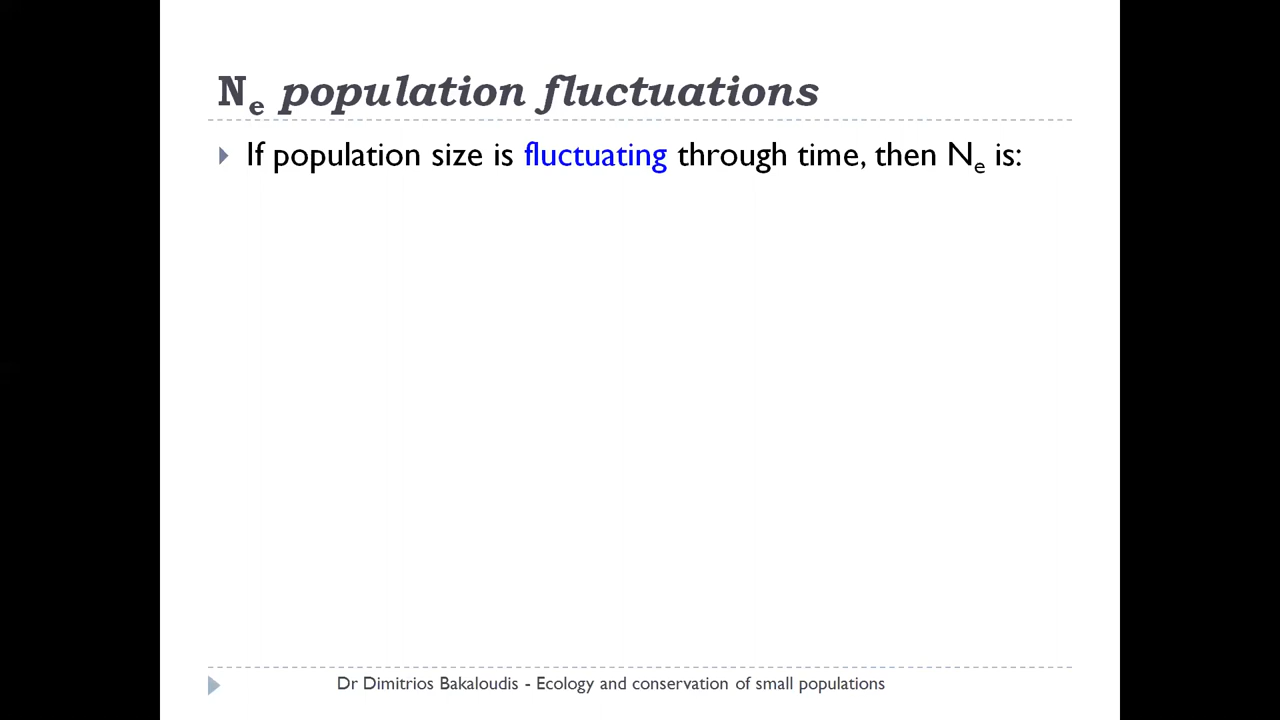 Ne population fluctuations
If population size is fluctuating through time, then Ne is:
Dr Dimitrios Bakaloudis - Ecology and conservation of small populations